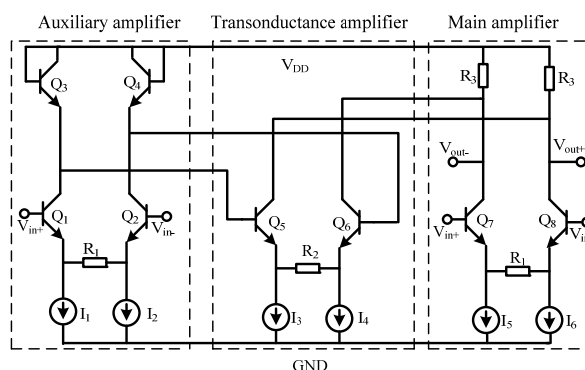 Auxiliary amplifier
Transonductance amplifier
Main amplifier
Q3
Q4
VDD
R3
R3
Vout-
Vout+
Q1
Q2
Vin+
Vin-
Q5
Q6
Q7
Q8
Vin+
R1
R2
R1
I1
I2
I3
I4
I5
I6
GND